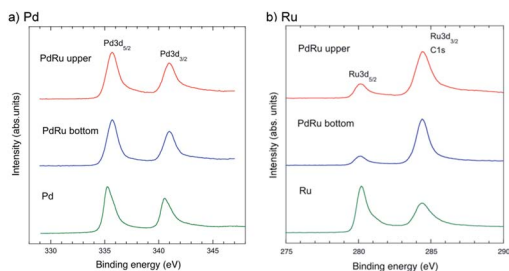 a) Pd
Pd3d5/2
Pd3d3/2
PdRu upper
PdRu bottom
Pd
Intensity (abs.units)
330
335
340
345
Binding energy (eV)
b) Ru
Ru3d3/2
C1s
PdRu upper
Ru3d5/2
PdRu bottom
Ru
Intensity (abs.units)
275
280
285
290
Binding energy (eV)